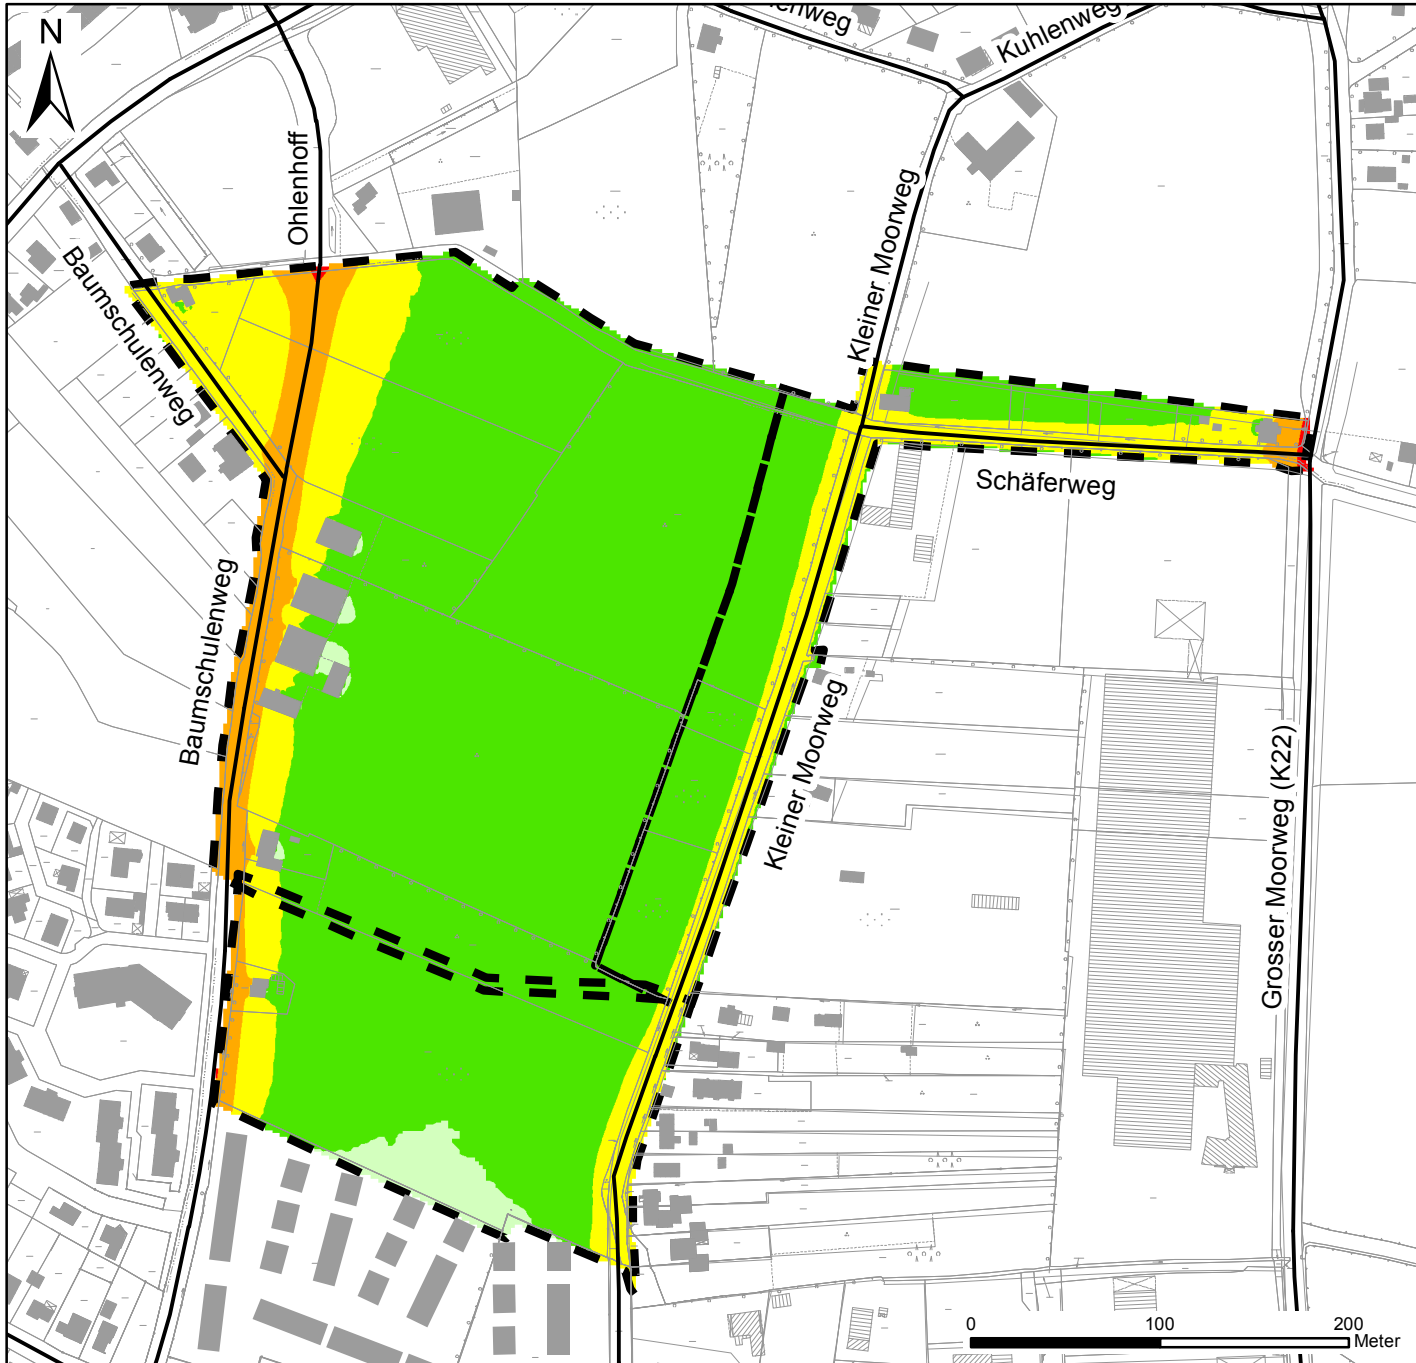 N
Kuhlenweg
Ohlenhoff
Kleiner Moorweg
Baumschulenweg
Schäferweg
Baumschulenweg
Kleiner Moorweg
Grosser Moorweg (K22)
0 100 200
Meter